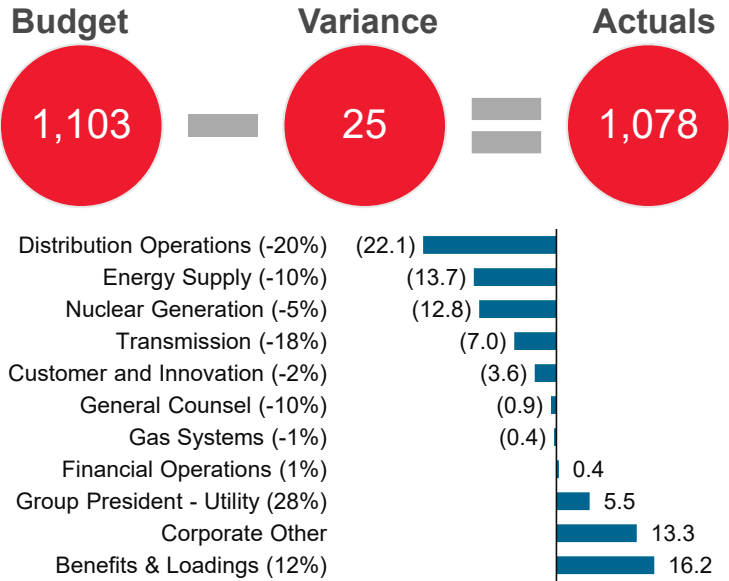 Budget Variance Actuals
1,103 25 1,078
Distribution Operations (-20%) (22.1)
Energy Supply (-10%) (13.7)
Nuclear Generation (-5%) (12.8)
Transmission (-18%) (7.0)
Customer and Innovation (-2%) (3.6)
General Counsel (-10%) (0.9)
Gas Systems (-1%) (0.4)
Financial Operations (1%) 0.4
Group President - Utility (28%) 5.5
Corporate Other 13.3
Benefits & Loadings (12%) 16.2